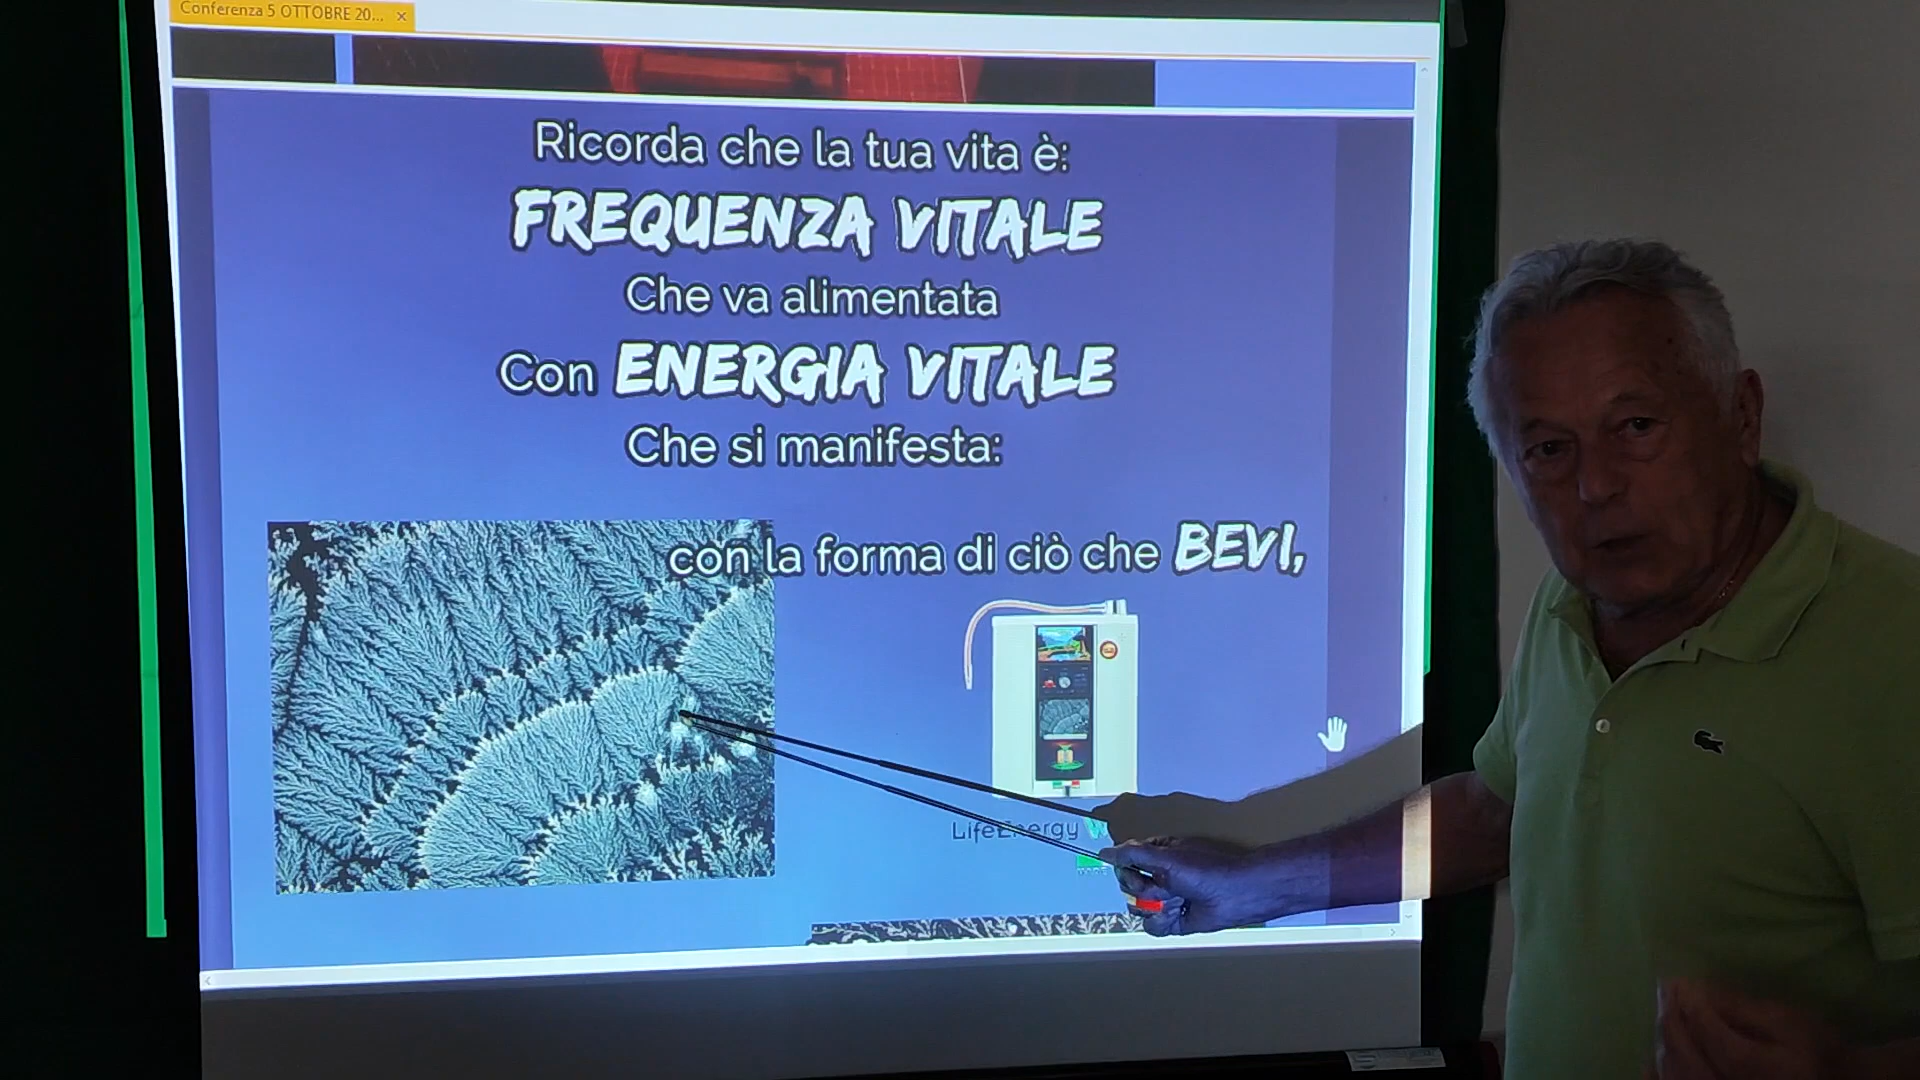 Conferenza 5 OTTOBRE 20...
Ricorda che la tua vita è:
FREQUENZA VITALE
Che va alimentata
Con ENERGIA VITALE
Che si manifesta:
con la forma di ciò che BEVI,
LifeEnergy